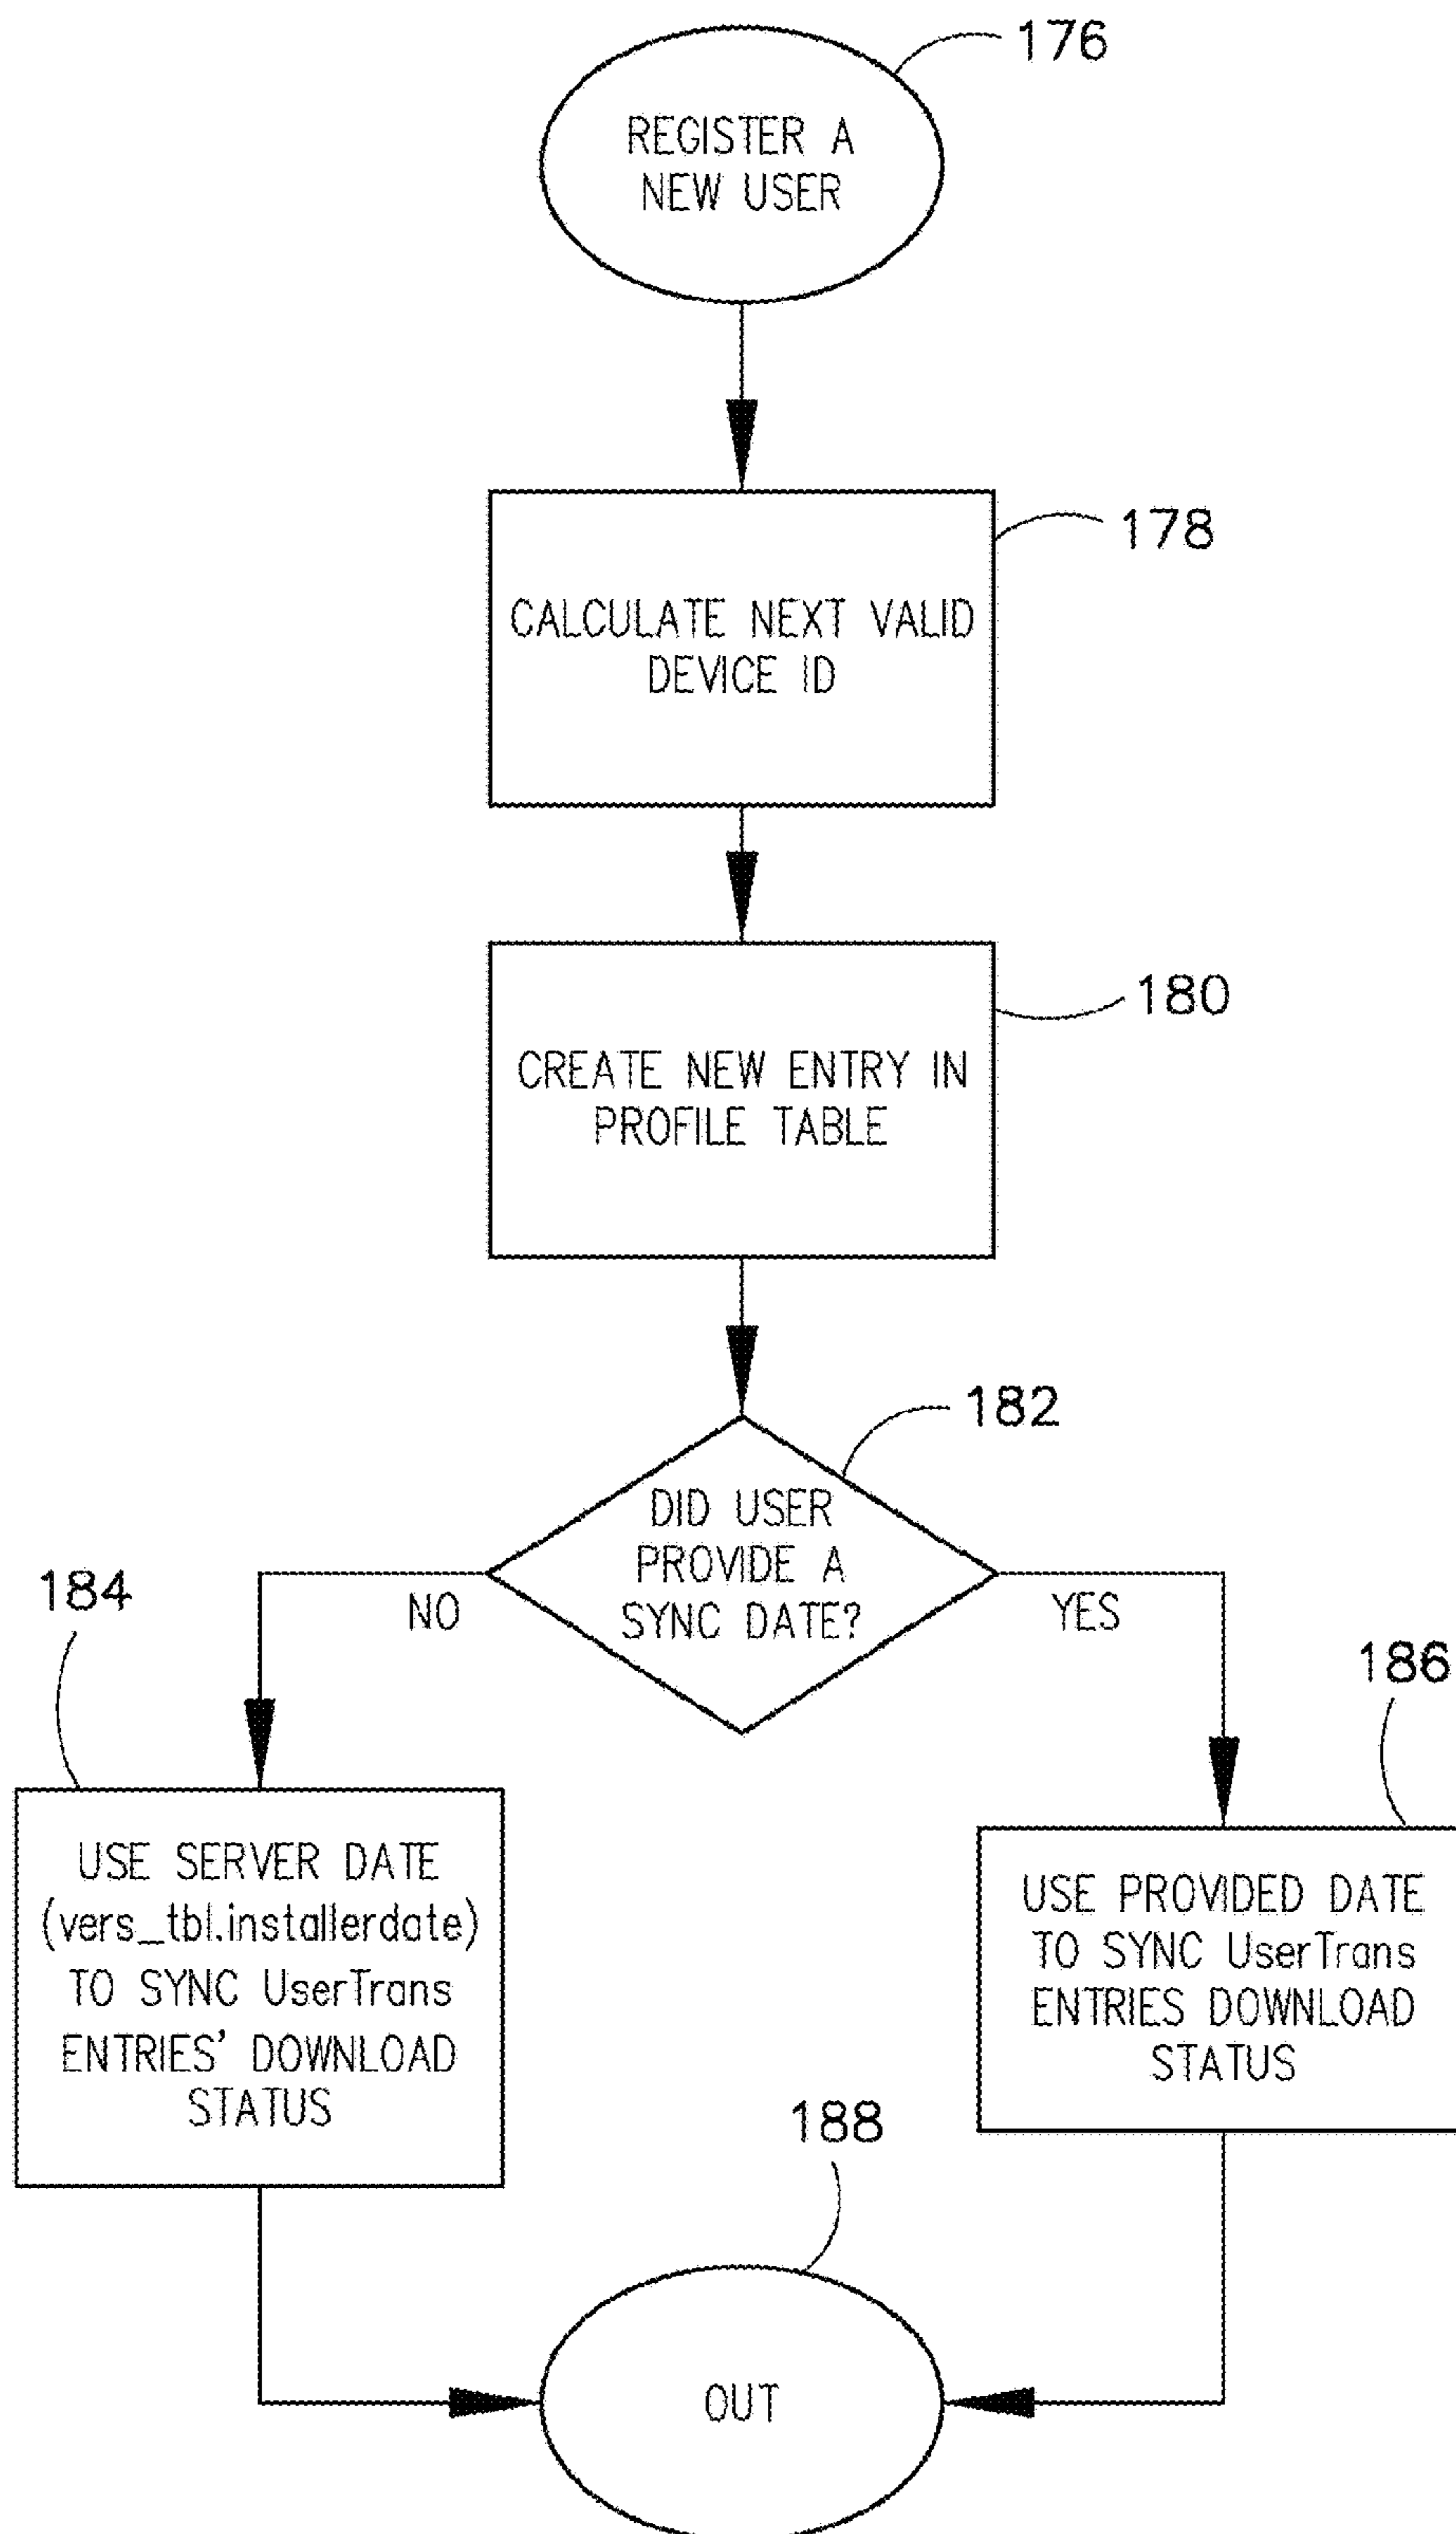 176
REGISTER A
NEW USER
178
CALCULATE NEXT VALID
DEVICE ID
180
CREATE NEW ENTRY IN
PROFILE TABLE
182
DID USER
PROVIDE A
SYNC DATE?
NO
YES
184
USE SERVER DATE
(vers_tbl.installerdate)
TO SYNC UserTrans
ENTRIES' DOWNLOAD
STATUS
186
USE PROVIDED DATE
TO SYNC UserTrans
ENTRIES DOWNLOAD
STATUS
188
OUT